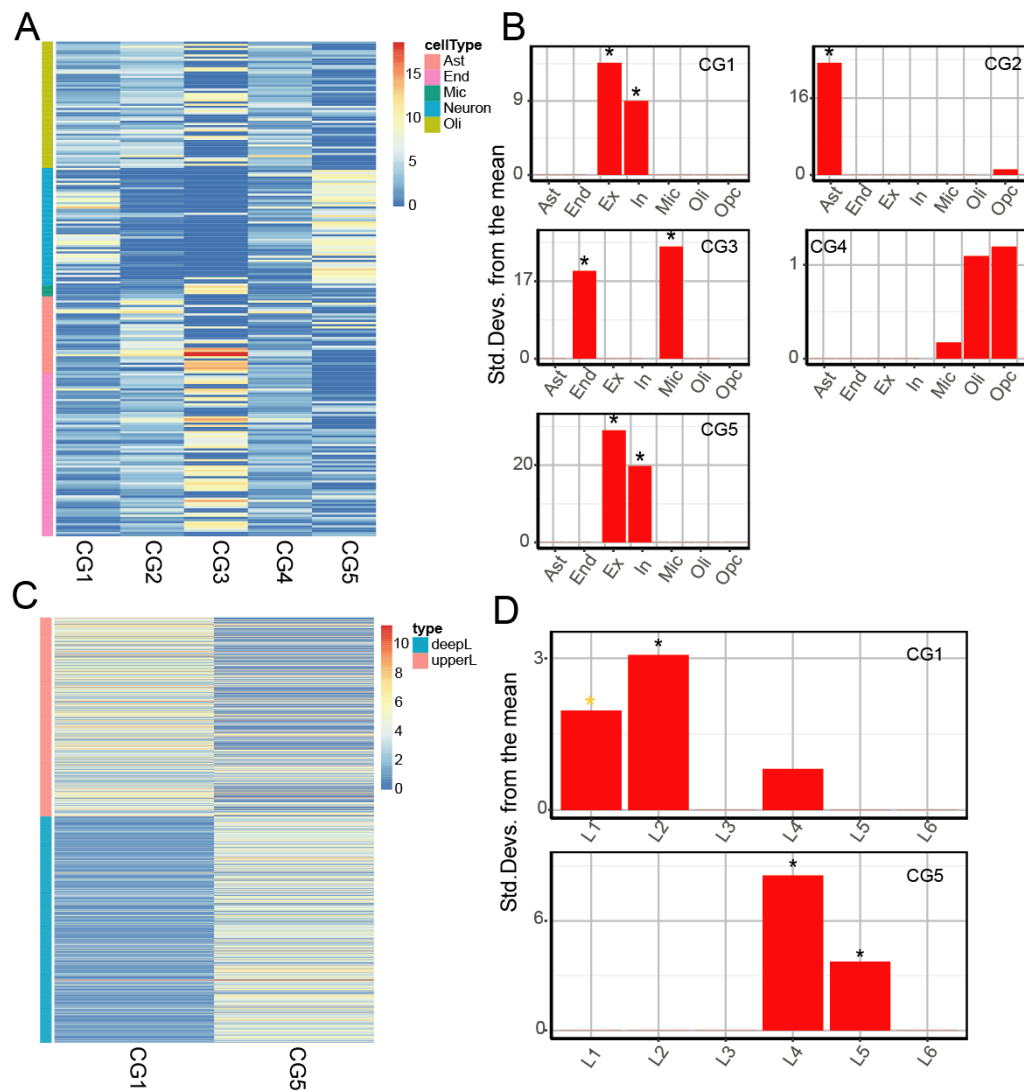 A
cellType
Ast
End
Mic
Neuron
Oli
15
10
5
0
CG1
CG2
CG3
CG4
CG5
B
Std.Devs. from the mean
*
*
CG1
9
0
Ast
End
Ex
In
Mic
Oli
Opc
*
CG2
16
0
Ast
End
Ex
In
Mic
Oli
Opc
*
*
CG3
17
0
Ast
End
Ex
In
Mic
Oli
Opc
CG4
1
0
Ast
End
Ex
In
Mic
Oli
Opc
*
*
CG5
20
0
Ast
End
Ex
In
Mic
Oli
Opc
C
type
deepL
upperL
10
8
6
4
2
0
CG1
CG5
D
Std.Devs. from the mean
*
*
CG1
3
0
L1
L2
L3
L4
L5
L6
*
*
CG5
6
0
L1
L2
L3
L4
L5
L6